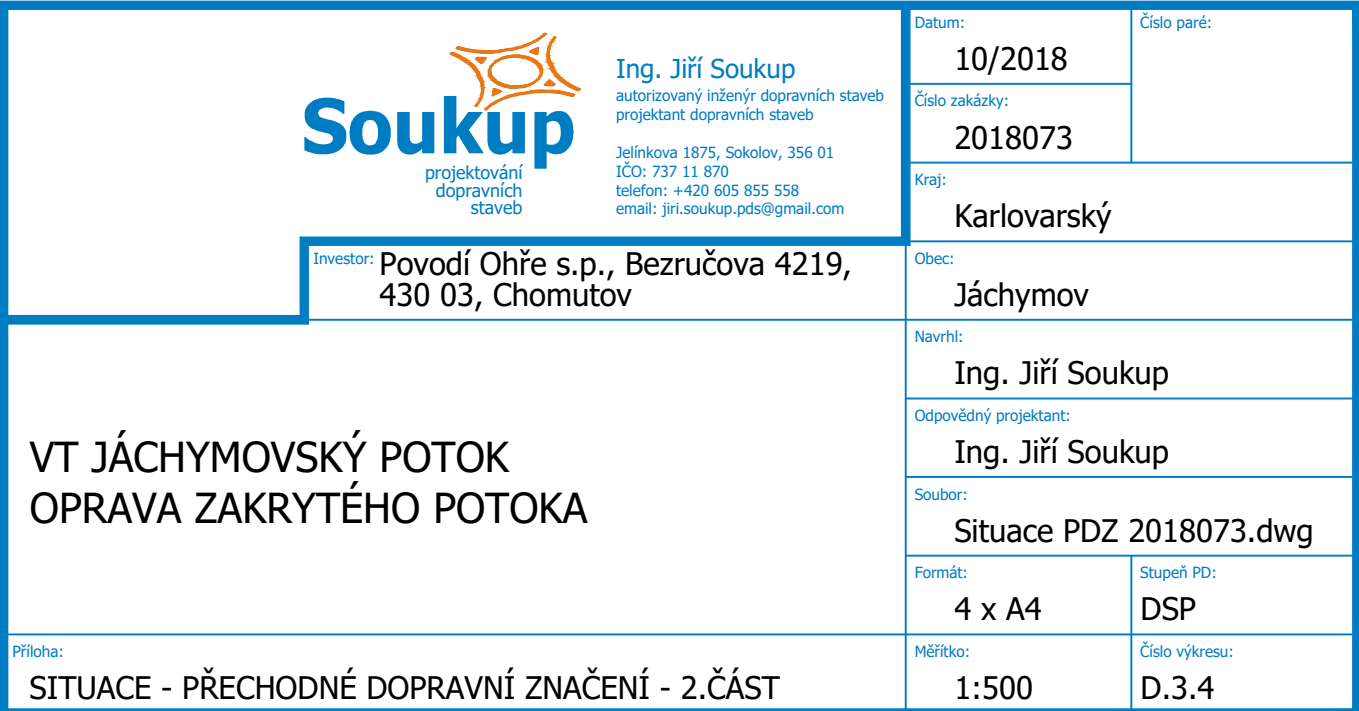 Soukup
projektování
dopravních
staveb
Ing. Jiří Soukup
autorizovaný inženýr dopravních staveb
projektant dopravních staveb
Jelínkova 1875, Sokolov, 356 01
IČO: 737 11 870
telefon: +420 605 855 558
email: jiri.soukup.pds@gmail.com
Datum:
10/2018
Číslo paré:
Číslo zakázky:
2018073
Kraj:
Karlovarský
Investor: Povodí Ohře s.p., Bezručova 4219,
430 03, Chomutov
Obec:
Jáchymov
Navrhl:
Ing. Jiří Soukup
Odpovědný projektant:
Ing. Jiří Soukup
VT JÁCHYMOVSKÝ POTOK
OPRAVA ZAKRYTÉHO POTOKA
Soubor:
Situace PDZ 2018073.dwg
Formát:
4 x A4
Stupeň PD:
DSP
Příloha:
SITUACE - PŘECHODNÉ DOPRAVNÍ ZNAČENÍ - 2.ČÁST
Měřítko:
1:500
Číslo výkresu:
D.3.4